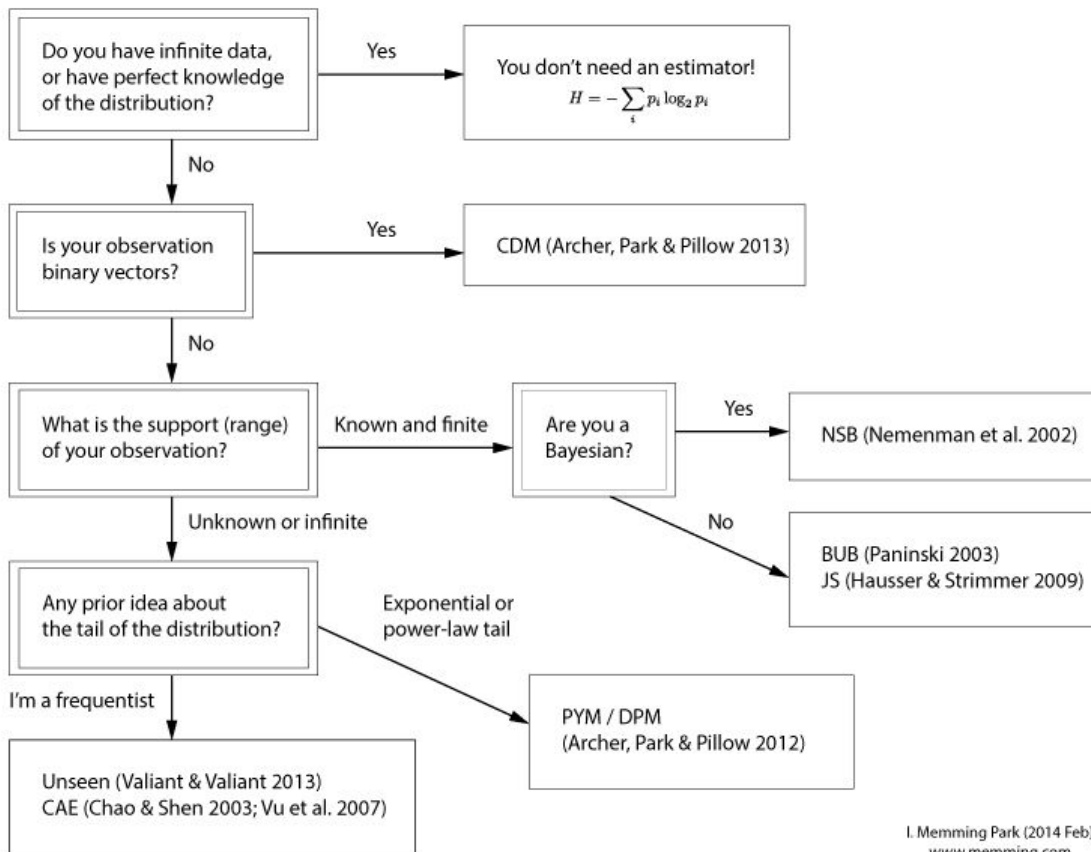 Do you have infinite data,
or have perfect knowledge
of the distribution?
Yes
You don't need an estimator!
H = − ∑ᵢ pᵢ log₂ pᵢ
No
Is your observation
binary vectors?
Yes
CDM (Archer, Park & Pillow 2013)
No
What is the support (range)
of your observation?
Known and finite
Are you a
Bayesian?
Yes
NSB (Nemenman et al. 2002)
No
BUB (Paninski 2003)
JS (Hausser & Strimmer 2009)
Unknown or infinite
Any prior idea about
the tail of the distribution?
Exponential or
power-law tail
PYM / DPM
(Archer, Park & Pillow 2012)
I'm a frequentist
Unseen (Valiant & Valiant 2013)
CAE (Chao & Shen 2003; Vu et al. 2007)
I. Memming Park (2014 Feb)
www.memming.com